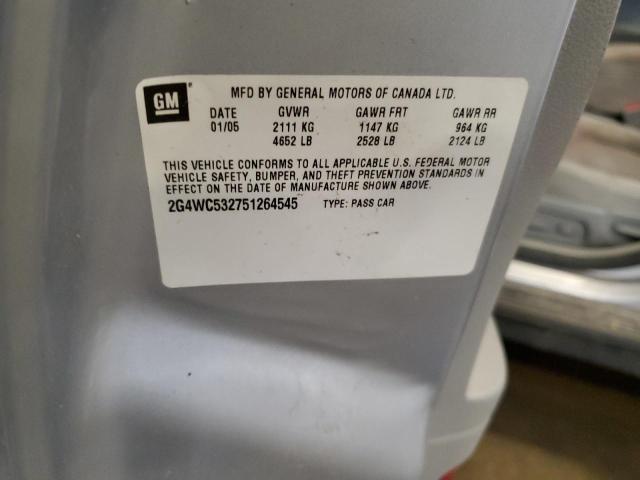 GM
MFD BY GENERAL MOTORS OF CANADA LTD.
DATE GVWR GAWR FRT GAWR RR
01/05 2111 KG 1147 KG 964 KG
4652 LB 2528 LB 2124 LB
THIS VEHICLE CONFORMS TO ALL APPLICABLE U.S. FEDERAL MOTOR
VEHICLE SAFETY, BUMPER, AND THEFT PREVENTION STANDARDS IN
EFFECT ON THE DATE OF MANUFACTURE SHOWN ABOVE.
2G4WC532751264545 TYPE: PASS CAR